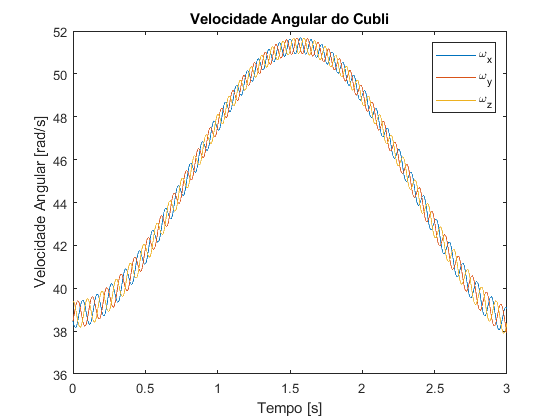 Velocidade Angular do Cubli
Velocidade Angular [rad/s]
52
50
48
46
44
42
40
38
36
ωx
ωy
ωz
0 0.5 1 1.5 2 2.5 3
Tempo [s]